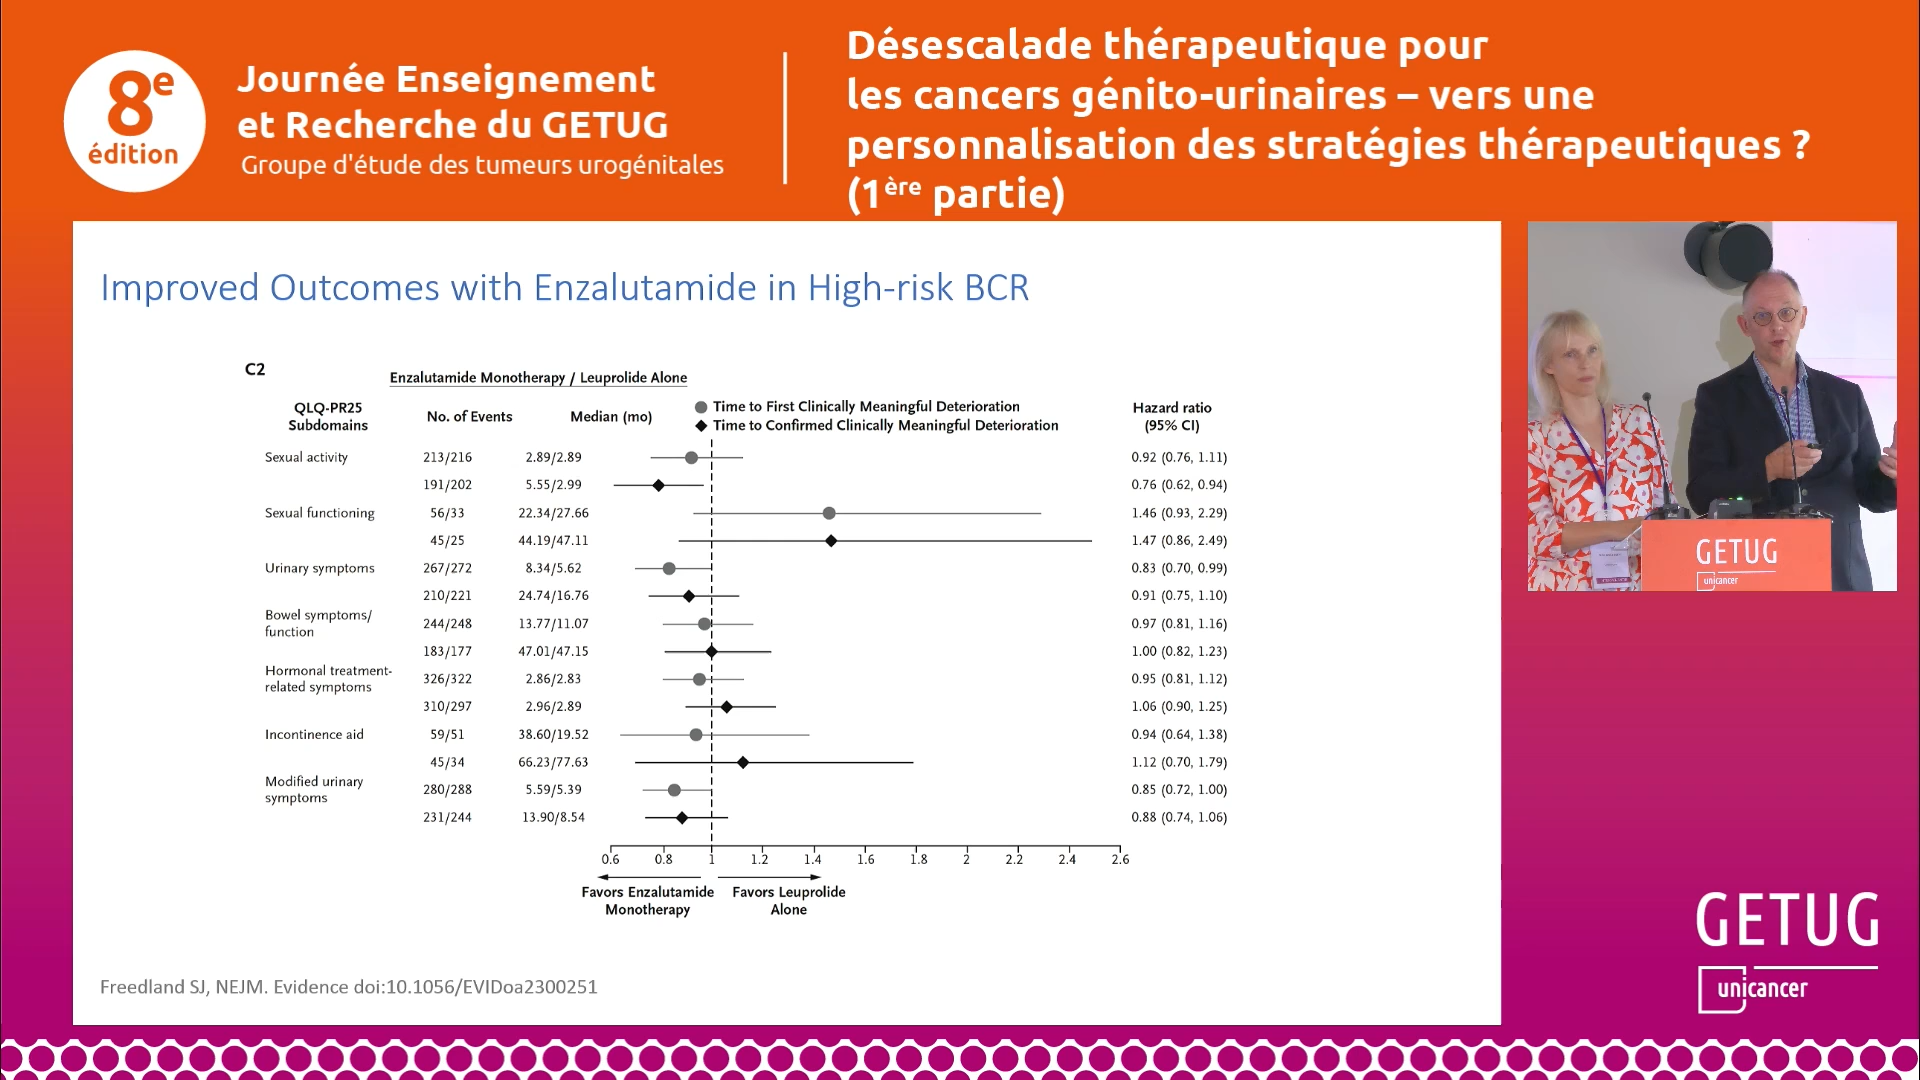 8e
édition
Journée Enseignement
et Recherche du GETUG
Groupe d'étude des tumeurs urogénitales
Désescalade thérapeutique pour
les cancers génito-urinaires – vers une
personnalisation des stratégies thérapeutiques ?
(1ère partie)
Improved Outcomes with Enzalutamide in High-risk BCR
C2
Enzalutamide Monotherapy / Leuprolide Alone
QLQ-PR25
Subdomains
No. of Events
Median (mo)
Time to First Clinically Meaningful Deterioration
Time to Confirmed Clinically Meaningful Deterioration
Hazard ratio
(95% CI)
Sexual activity 213/216 2.89/2.89 0.92 (0.76, 1.11)
191/202 5.55/2.99 0.76 (0.62, 0.94)
Sexual functioning 56/33 22.34/27.66 1.46 (0.93, 2.29)
45/25 44.19/47.11 1.47 (0.86, 2.49)
Urinary symptoms 267/272 8.34/5.62 0.83 (0.70, 0.99)
210/221 24.74/16.76 0.91 (0.75, 1.10)
Bowel symptoms/
function
244/248 13.77/11.07 0.97 (0.81, 1.16)
183/177 47.01/47.15 1.00 (0.82, 1.23)
Hormonal treatment-
related symptoms
326/322 2.86/2.83 0.95 (0.81, 1.12)
310/297 2.96/2.89 1.06 (0.90, 1.25)
Incontinence aid 59/51 38.60/19.52 0.94 (0.64, 1.38)
45/34 66.23/77.63 1.12 (0.70, 1.79)
Modified urinary
symptoms
280/288 5.59/5.39 0.85 (0.72, 1.00)
231/244 13.90/8.54 0.88 (0.74, 1.06)
0.6 0.8 1 1.2 1.4 1.6 1.8 2 2.2 2.4 2.6
Favors Enzalutamide
Monotherapy
Favors Leuprolide
Alone
Freedland SJ, NEJM. Evidence doi:10.1056/EVIDoa2300251
GETUG
unicancer
GETUG
unicancer